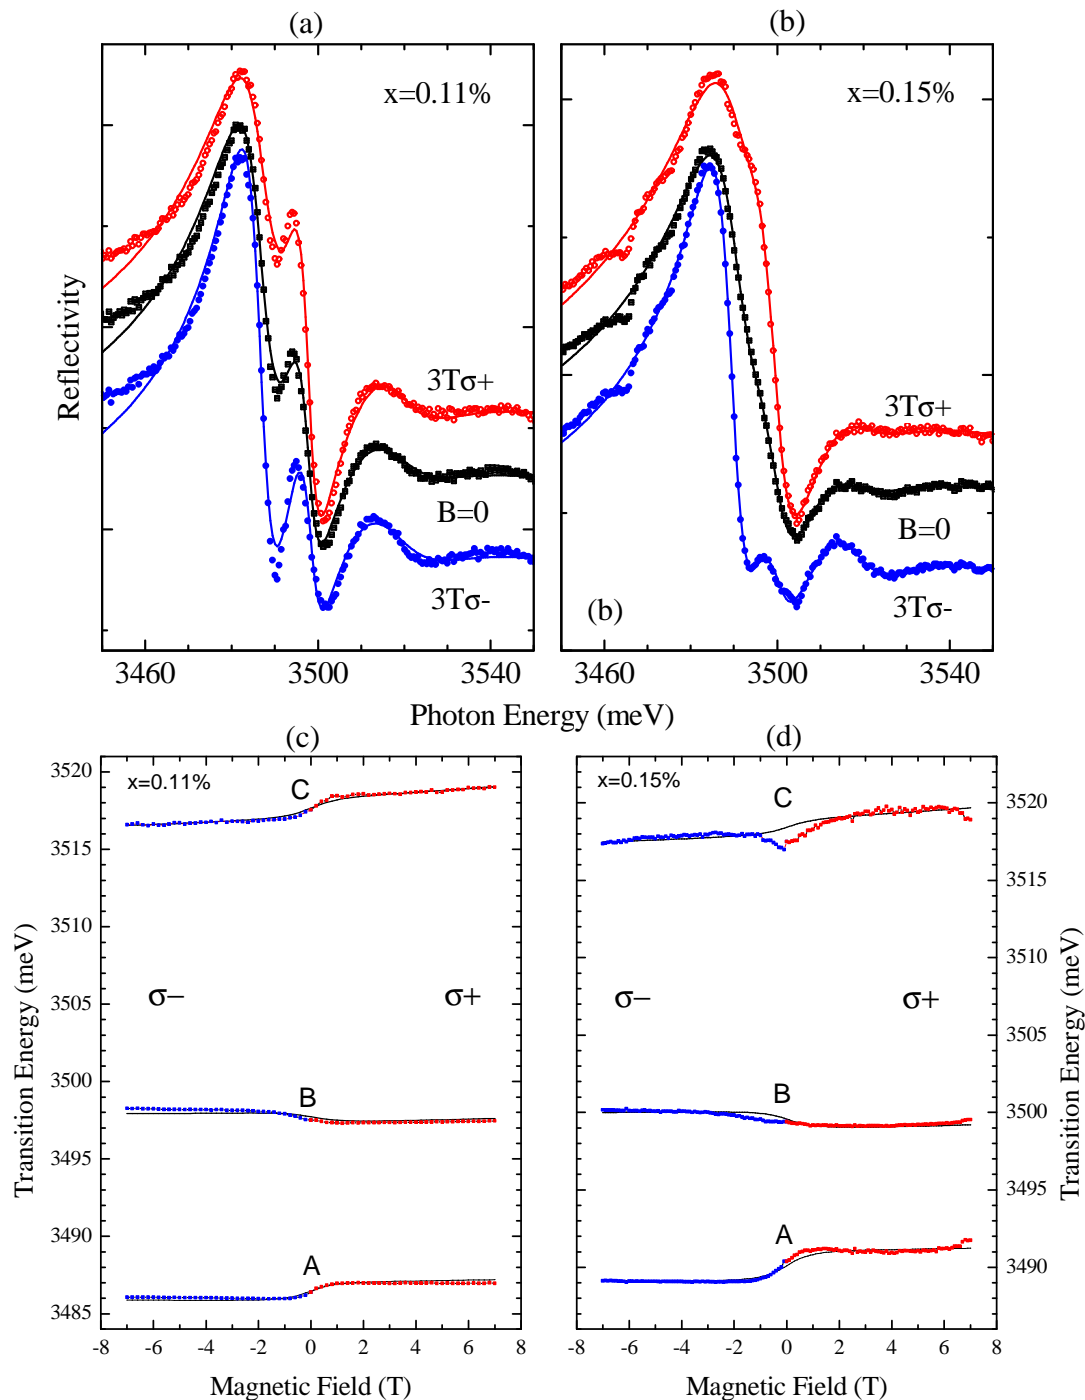 (a)
(b)
x=0.11%
x=0.15%
Reflectivity
3Tσ+
B=0
3Tσ-
3Tσ+
B=0
3Tσ-
(b)
3460 3500 3540
3460 3500 3540
Photon Energy (meV)
(c)
(d)
x=0.11%
C
B
A
σ−
σ+
3520
3515
3510
3505
3500
3495
3490
3485
Transition Energy (meV)
-8 -6 -4 -2 0 2 4 6 8
Magnetic Field (T)
x=0.15%
C
B
A
σ−
σ+
3520
3515
3510
3505
3500
3495
3490
Transition Energy (meV)
-8 -6 -4 -2 0 2 4 6 8
Magnetic Field (T)